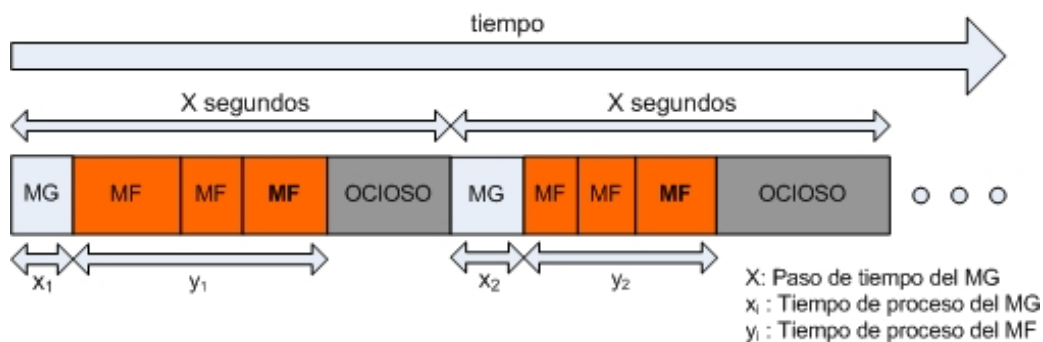 tiempo
X segundos X segundos
MG MF MF MF OCIOSO MG MF MF MF OCIOSO
x1 y1 x2 y2
X: Paso de tiempo del MG
xi : Tiempo de proceso del MG
yi : Tiempo de proceso del MF